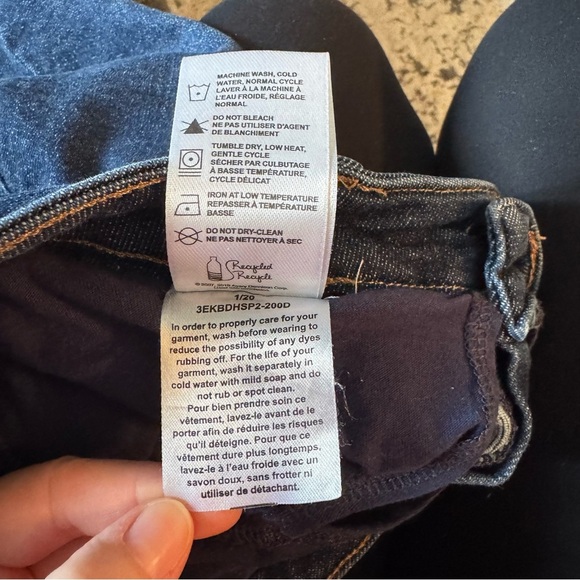 MACHINE WASH, COLD
WATER, NORMAL CYCLE
LAVER À LA MACHINE À
L'EAU FROIDE, RÉGLAGE
NORMAL
DO NOT BLEACH
NE PAS UTILISER D'AGENT
DE BLANCHIMENT
TUMBLE DRY, LOW HEAT,
GENTLE CYCLE
SÉCHER PAR CULBUTAGE
À BASSE TEMPÉRATURE,
CYCLE DÉLICAT
IRON AT LOW TEMPERATURE
REPASSER À TEMPÉRATURE
BASSE
DO NOT DRY-CLEAN
NE PAS NETTOYER À SEC
Recycled
Recycle
1/20
3EKBDHSP2-200D
In order to properly care for your
garment, wash before wearing to
reduce the possibility of any dyes
rubbing off. For the life of your
garment, wash it separately in
cold water with mild soap and do
not rub or spot clean.
Pour bien prendre soin ce
vêtement, lavez-le avant de le
porter afin de réduire les risques
qu'il déteigne. Pour que ce
vêtement dure plus longtemps,
lavez-le à l'eau froide avec un
savon doux, sans frotter ni
utiliser de détachant.